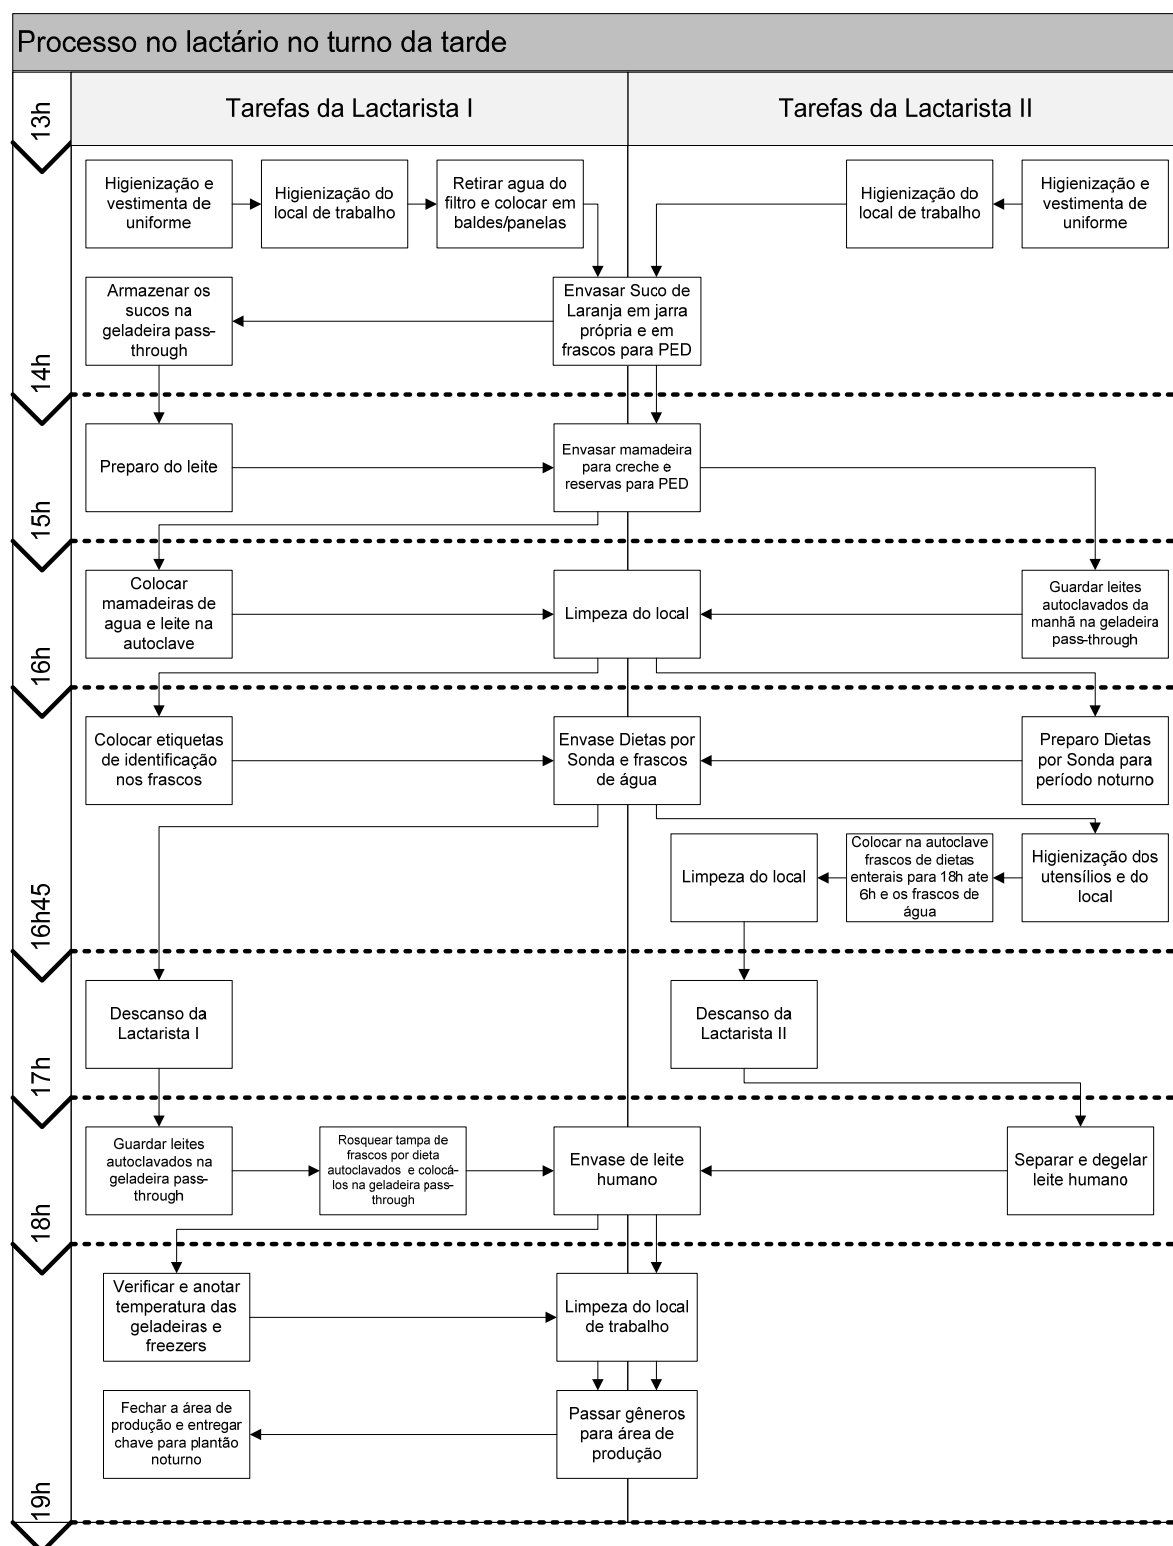 Processo no lactário no turno da tarde
13h
Tarefas da Lactarista I
Tarefas da Lactarista II
Higienização e
vestimenta de
uniforme
Higienização do
local de trabalho
Retirar agua do
filtro e colocar em
baldes/panelas
Higienização do
local de trabalho
Higienização e
vestimenta de
uniforme
Armazenar os
sucos na
geladeira pass-
through
Envasar Suco de
Laranja em jarra
própria e em
frascos para PED
14h
Preparo do leite
Envasar mamadeira
para creche e
reservas para PED
15h
Colocar
mamadeiras de
agua e leite na
autoclave
Limpeza do local
Guardar leites
autoclavados da
manhã na geladeira
pass-through
16h
Colocar etiquetas
de identificação
nos frascos
Envase Dietas por
Sonda e frascos
de água
Preparo Dietas
por Sonda para
período noturno
Limpeza do local
Colocar na autoclave
frascos de dietas
enterais para 18h ate
6h e os frascos de
água
Higienização dos
utensílios e do
local
16h45
Descanso da
Lactarista I
Descanso da
Lactarista II
17h
Guardar leites
autoclavados na
geladeira pass-
through
Rosquear tampa de
frascos por dieta
autoclavados e colocá-
los na geladeira pass-
through
Envase de leite
humano
Separar e degelar
leite humano
18h
Verificar e anotar
temperatura das
geladeiras e
freezers
Limpeza do local
de trabalho
Fechar a área de
produção e entregar
chave para plantão
noturno
Passar gêneros
para área de
produção
19h